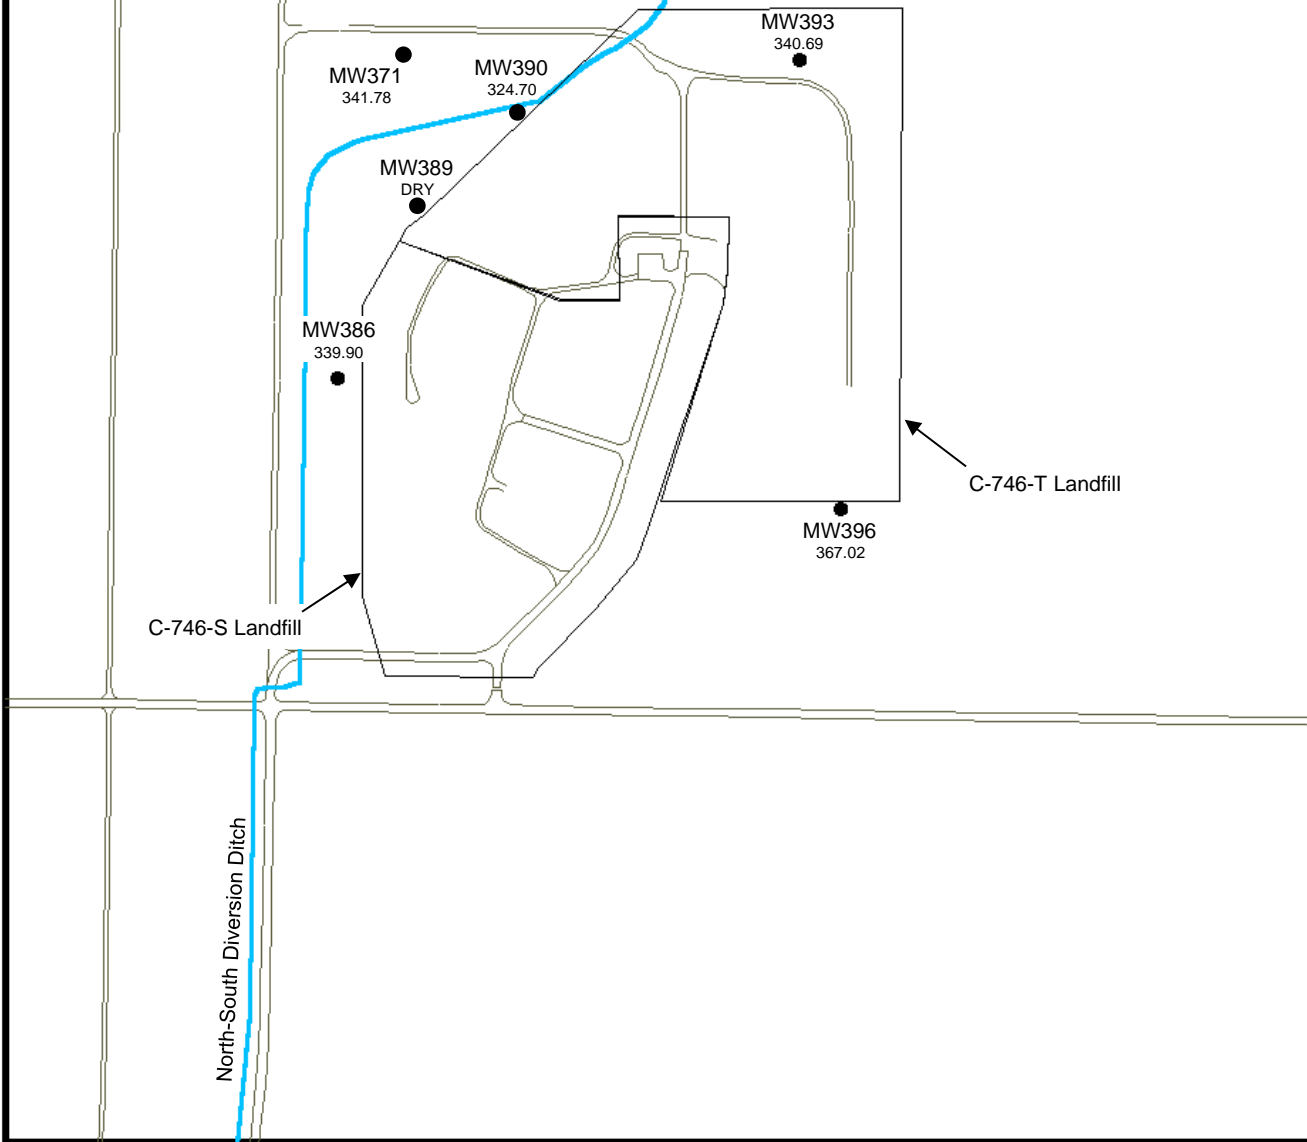 MW393
340.69
MW371
341.78
MW390
324.70
MW389
DRY
MW386
339.90
C-746-T Landfill
MW396
367.02
C-746-S Landfill
North-South Diversion Ditch